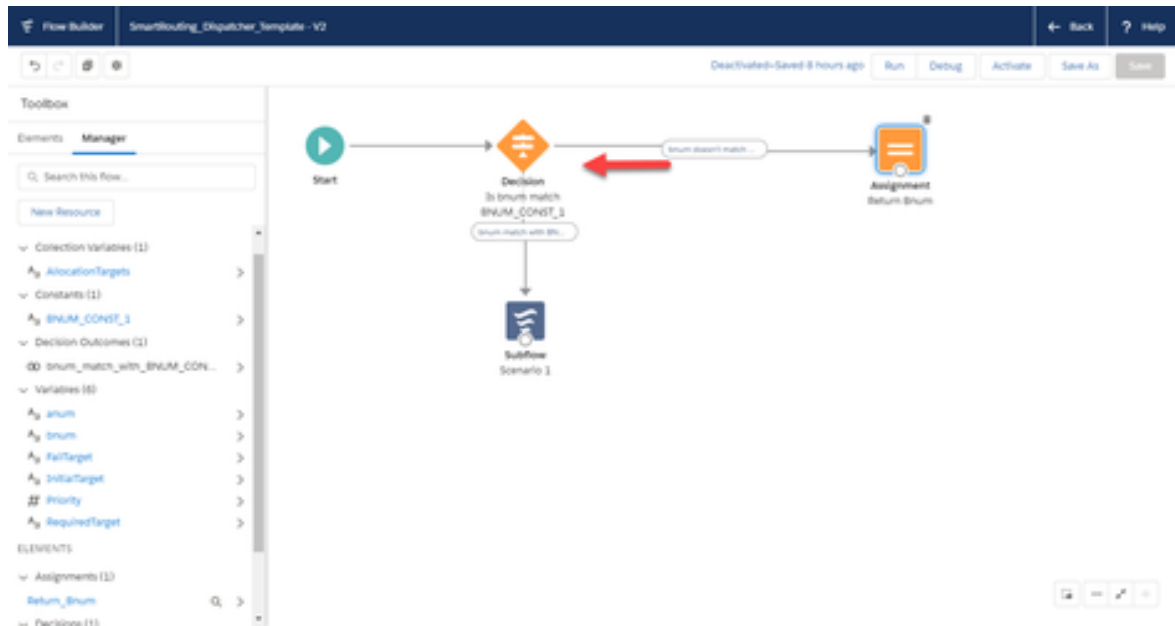 Flow Builder
SmartRouting_Dispatcher_Template - V2
Back
? Help
Deactivated•Saved 8 hours ago
Run
Debug
Activate
Save As
Save
Toolbox
Elements
Manager
Search this flow...
New Resource
Collection Variables (1)
AllocationTargets
Constants (1)
BNUM_CONST_1
Decision Outcomes (1)
bnum_match_with_BNUM_CON...
Variables (6)
anum
bnum
FailTarget
InitialTarget
Priority
RequiredTarget
ELEMENTS
Assignments (1)
Return_Bnum
Decisions (1)
Start
Decision
Is bnum match
BNUM_CONST_1
bnum match with BN...
bnum doesn't match ...
Assignment
Return Bnum
Subflow
Scenario 1